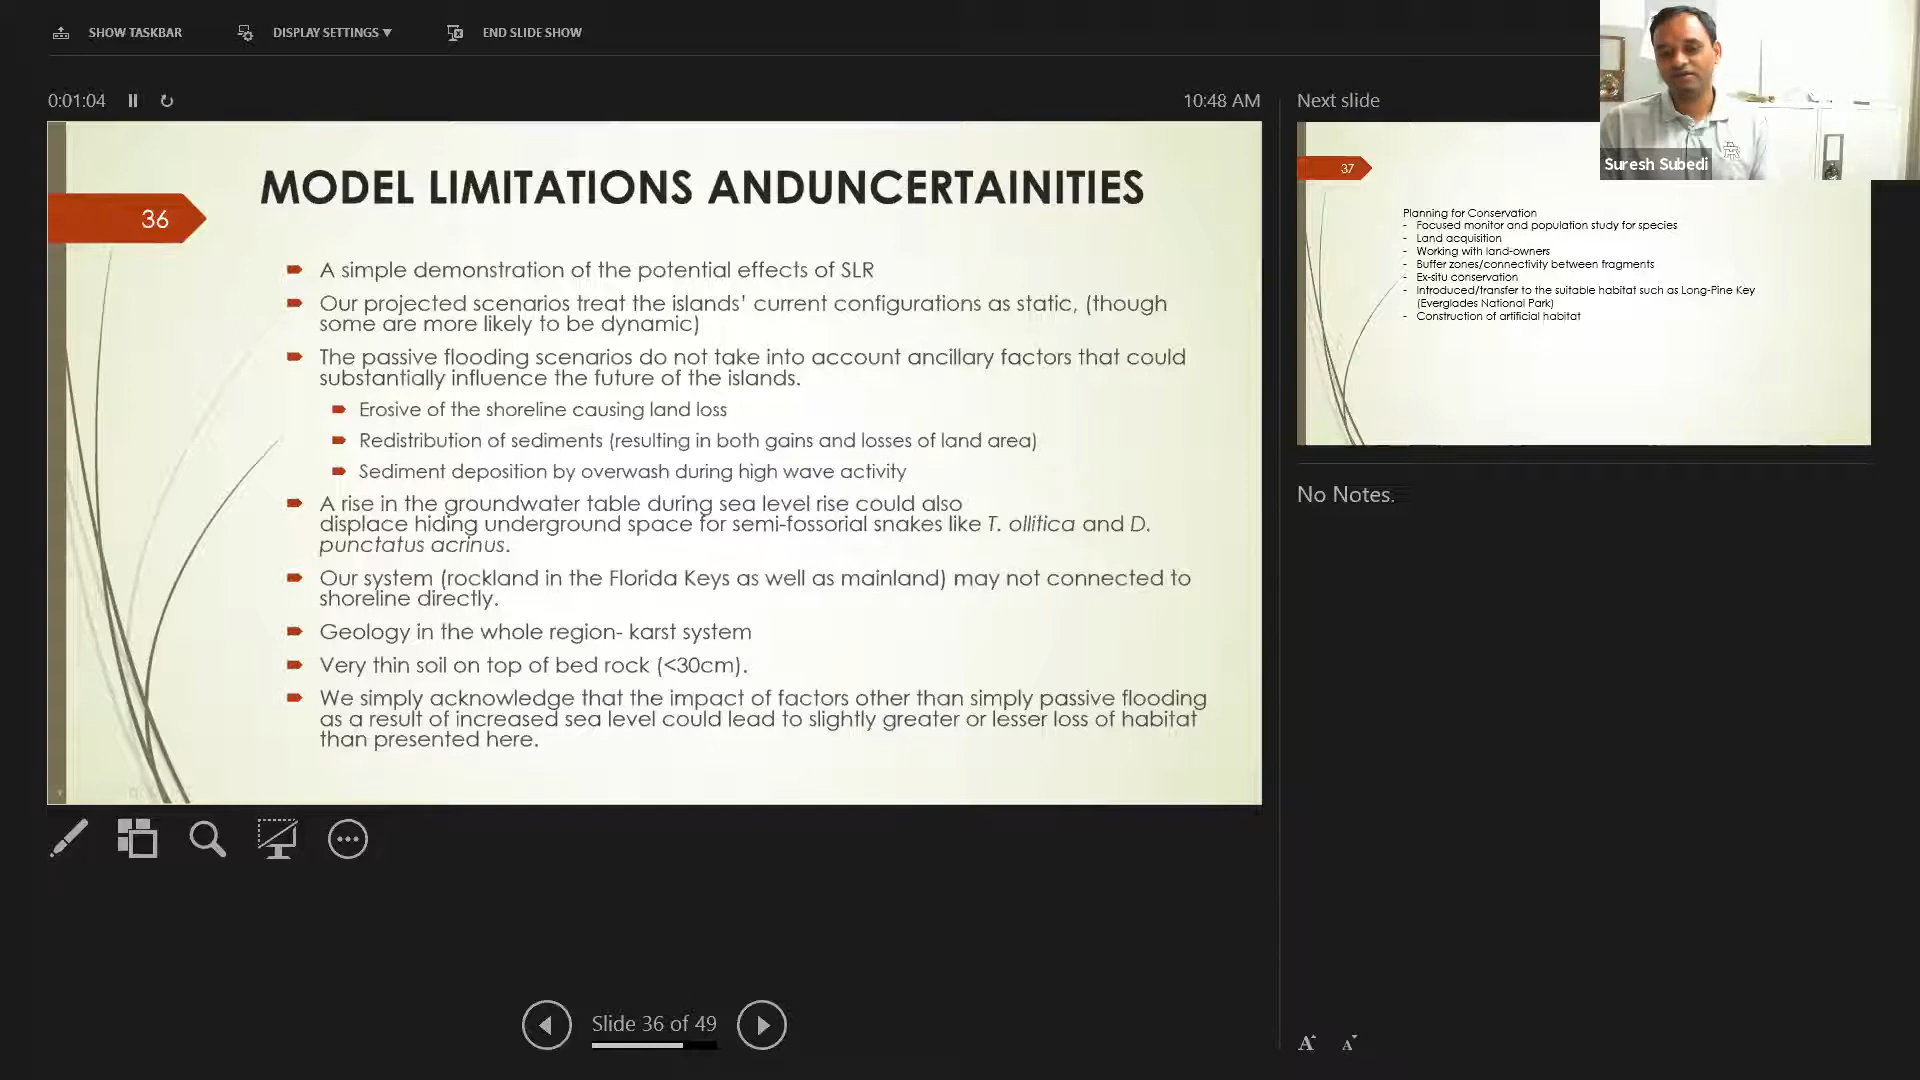 SHOW TASKBAR
DISPLAY SETTINGS ▼
END SLIDE SHOW
0:01:04
10:48 AM
Next slide
Suresh Subedi
36
MODEL LIMITATIONS ANDUNCERTAINITIES
A simple demonstration of the potential effects of SLR
Our projected scenarios treat the islands' current configurations as static, (though
some are more likely to be dynamic)
The passive flooding scenarios do not take into account ancillary factors that could
substantially influence the future of the islands.
Erosive of the shoreline causing land loss
Redistribution of sediments (resulting in both gains and losses of land area)
Sediment deposition by overwash during high wave activity
A rise in the groundwater table during sea level rise could also
displace hiding underground space for semi-fossorial snakes like T. ollitica and D.
punctatus acrinus.
Our system (rockland in the Florida Keys as well as mainland) may not connected to
shoreline directly.
Geology in the whole region- karst system
Very thin soil on top of bed rock (<30cm).
We simply acknowledge that the impact of factors other than simply passive flooding
as a result of increased sea level could lead to slightly greater or lesser loss of habitat
than presented here.
37
Planning for Conservation
- Focused monitor and population study for species
- Land acquisition
- Working with land-owners
- Buffer zones/connectivity between fragments
- Ex-situ conservation
- Introduced/transfer to the suitable habitat such as Long-Pine Key
(Everglades National Park)
- Construction of artificial habitat
No Notes.
Slide 36 of 49
A A